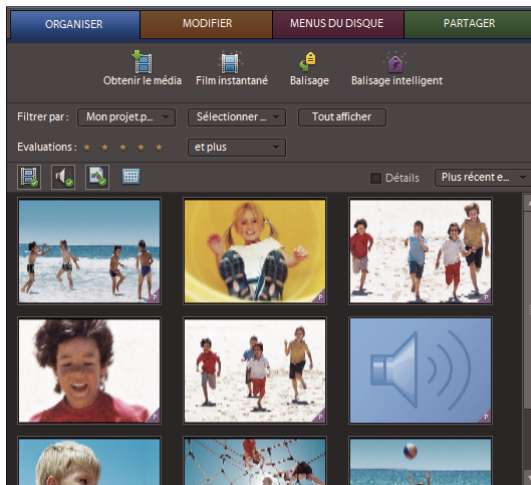 ORGANISER MODIFIER MENUS DU DISQUE PARTAGER
Obtenir le média Film instantané Balisage Balisage intelligent
Filtrer par : Mon projet.p... Sélectionner ... Tout afficher
Evaluations : et plus
Détails Plus récent e...
P P P
P P P